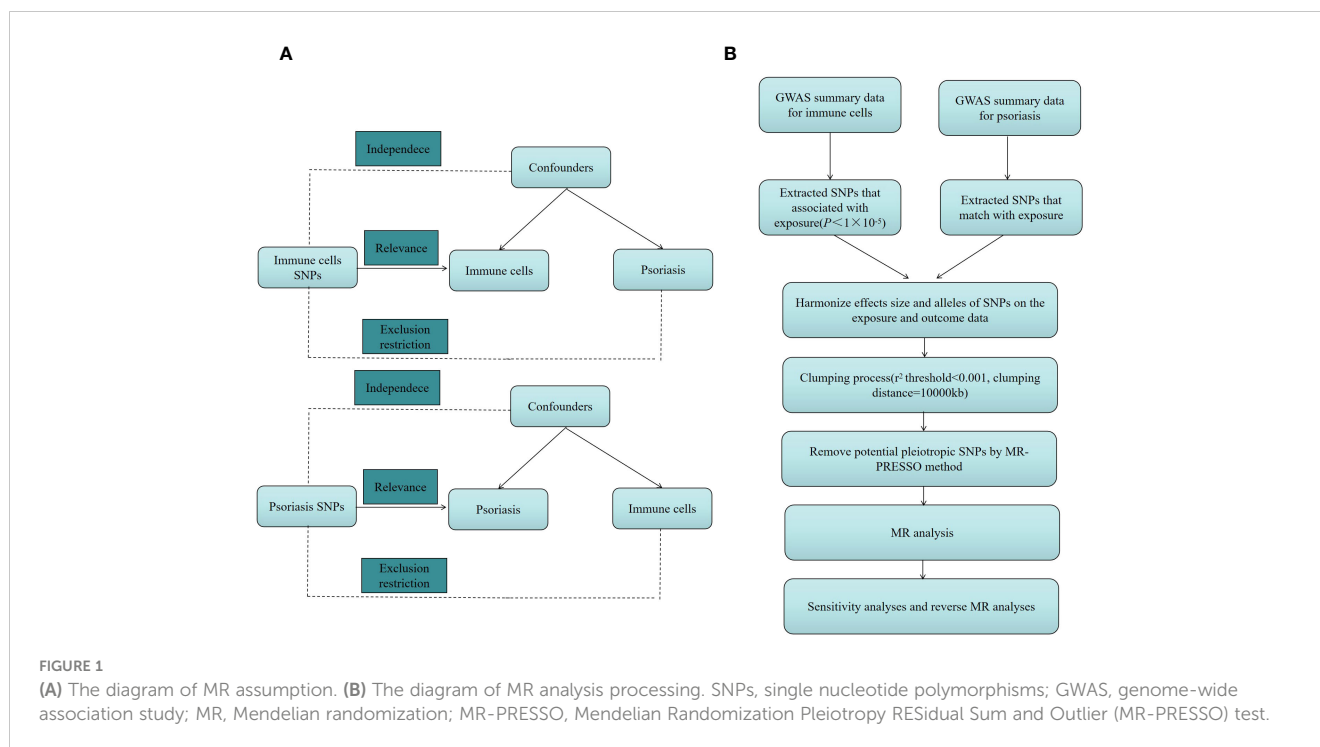 A
Independece
Confounders
Immune cells
SNPs
Relevance
Immune cells
Psoriasis
Exclusion
restriction
Independece
Confounders
Psoriasis SNPs
Relevance
Psoriasis
Immune cells
Exclusion
restriction
B
GWAS summary data
for immune cells
GWAS summary data
for psoriasis
Extracted SNPs that
associated with
exposure(P＜1×10⁻⁵)
Extracted SNPs that
match with exposure
Harmonize effects size and alleles of SNPs on the
exposure and outcome data
Clumping process(r² threshold<0.001, clumping
distance=10000kb)
Remove potential pleiotropic SNPs by MR-
PRESSO method
MR analysis
Sensitivity analyses and reverse MR analyses
FIGURE 1
(A) The diagram of MR assumption. (B) The diagram of MR analysis processing. SNPs, single nucleotide polymorphisms; GWAS, genome-wide
association study; MR, Mendelian randomization; MR-PRESSO, Mendelian Randomization Pleiotropy RESidual Sum and Outlier (MR-PRESSO) test.